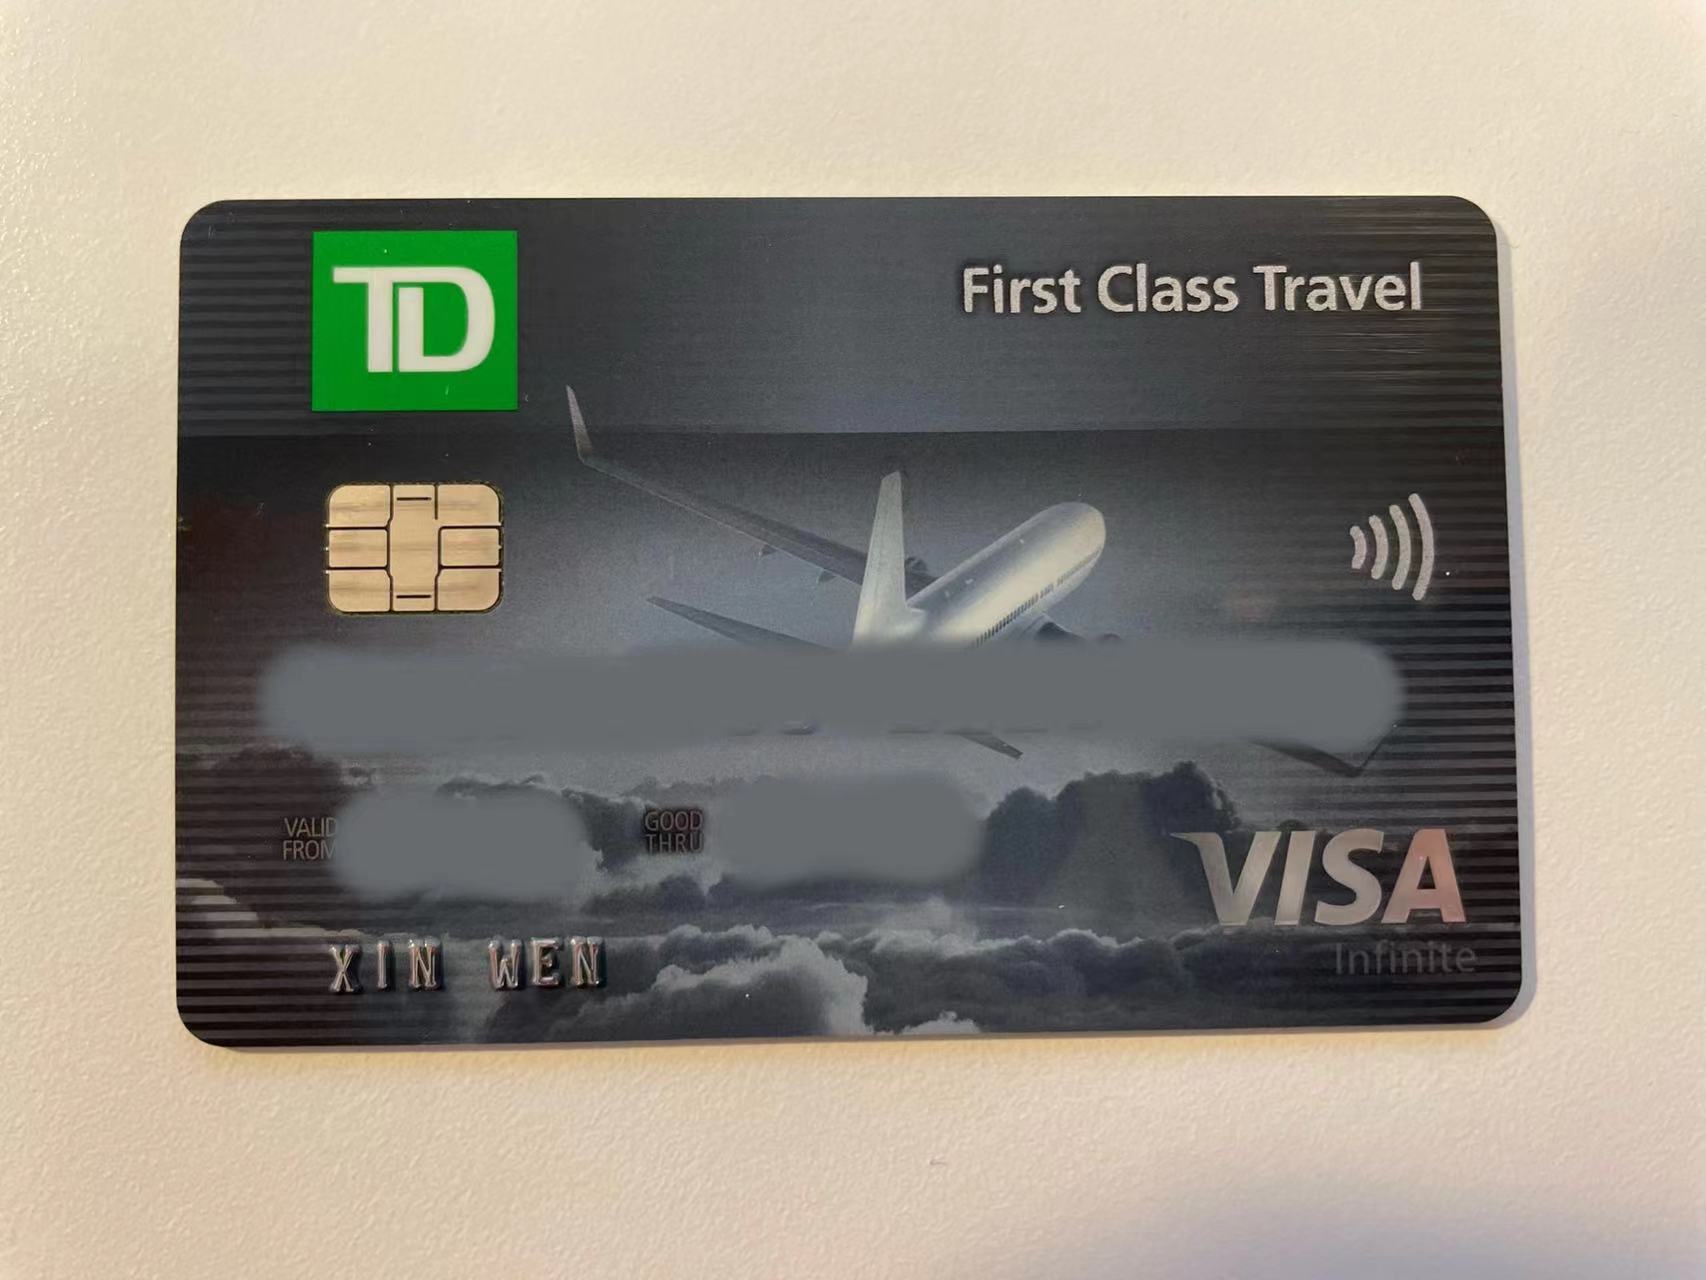 TD
First Class Travel
VALID
FROM
GOOD
THRU
VISA
Infinite
XIN WEN